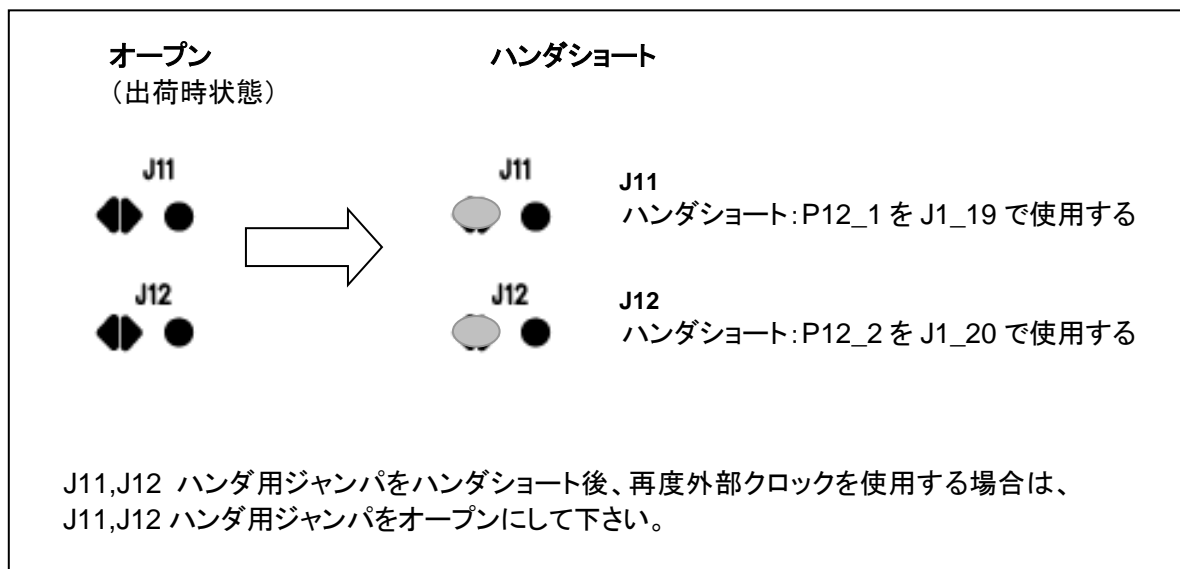 オープン
(出荷時状態)
ハンダショート
J11
J12
J11
J12
J11
ハンダショート:P12_1 を J1_19 で使用する
J12
ハンダショート:P12_2 を J1_20 で使用する
J11,J12 ハンダ用ジャンパをハンダショート後、再度外部クロックを使用する場合は、
J11,J12 ハンダ用ジャンパをオープンにして下さい。